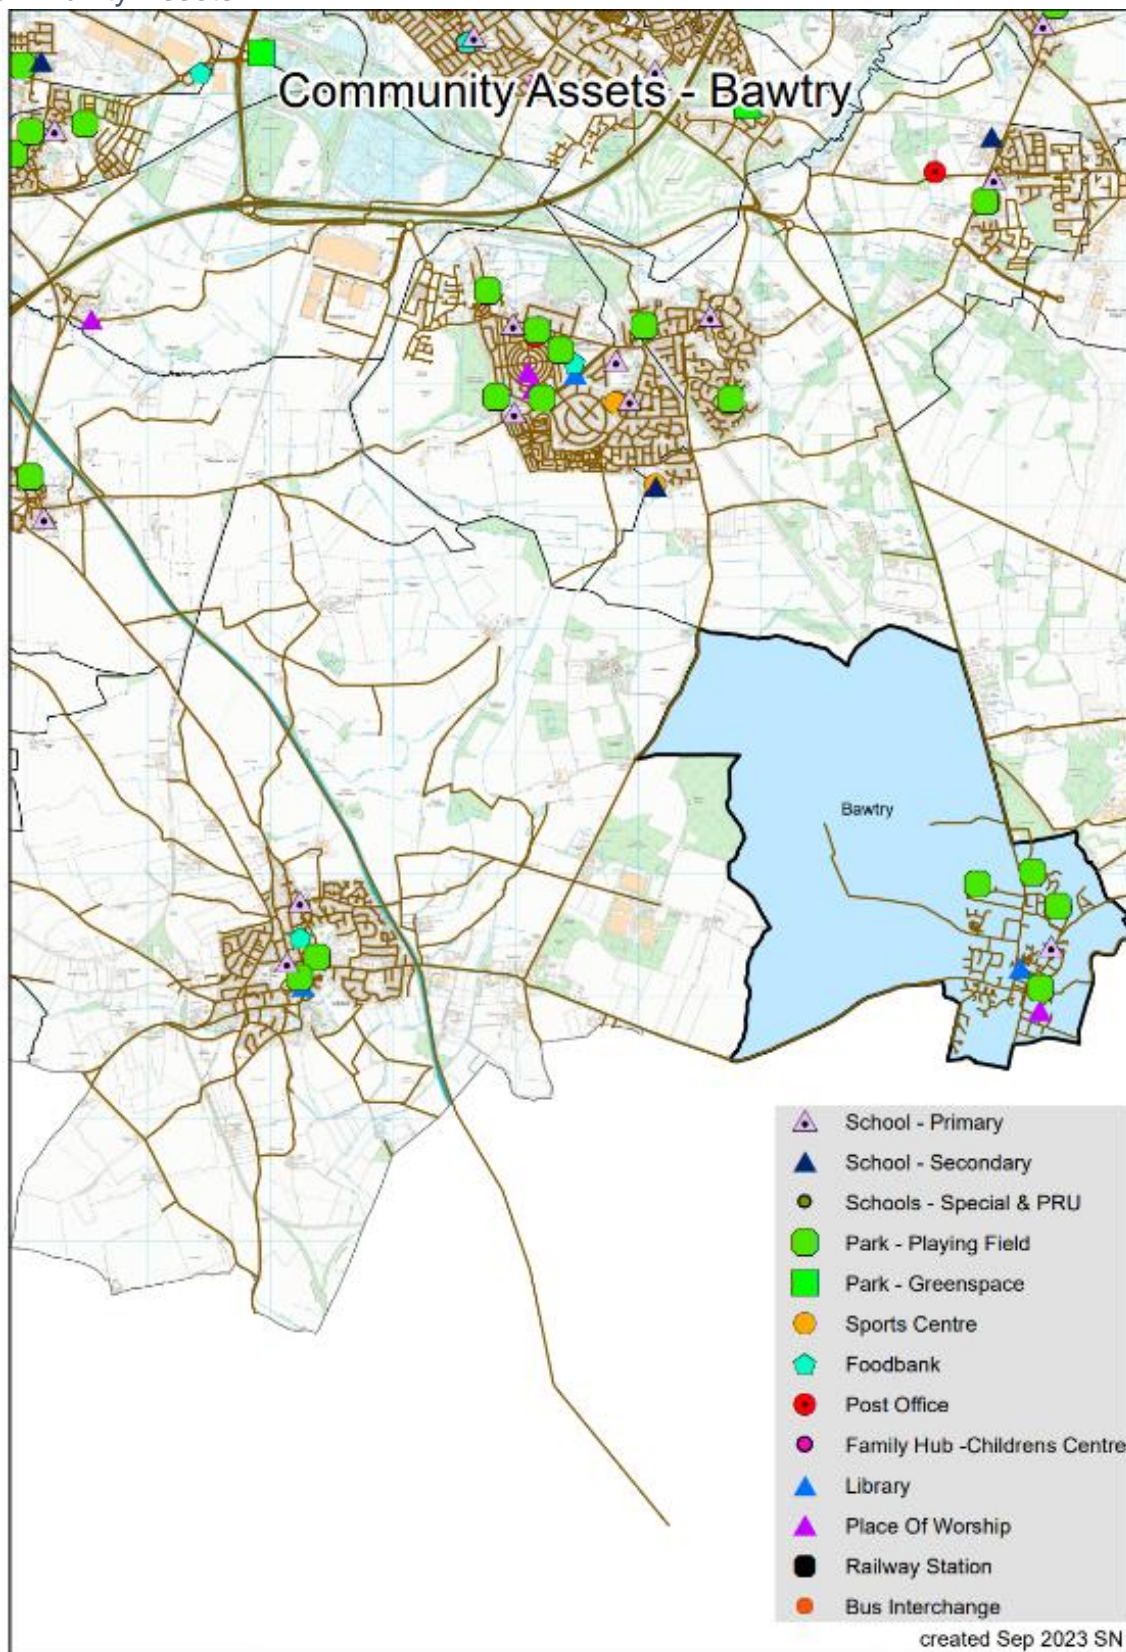 Community Assets - Bawtry
Bawtry
School - Primary
School - Secondary
Schools - Special & PRU
Park - Playing Field
Park - Greenspace
Sports Centre
Foodbank
Post Office
Family Hub -Childrens Centre
Library
Place Of Worship
Railway Station
Bus Interchange
created Sep 2023 SN